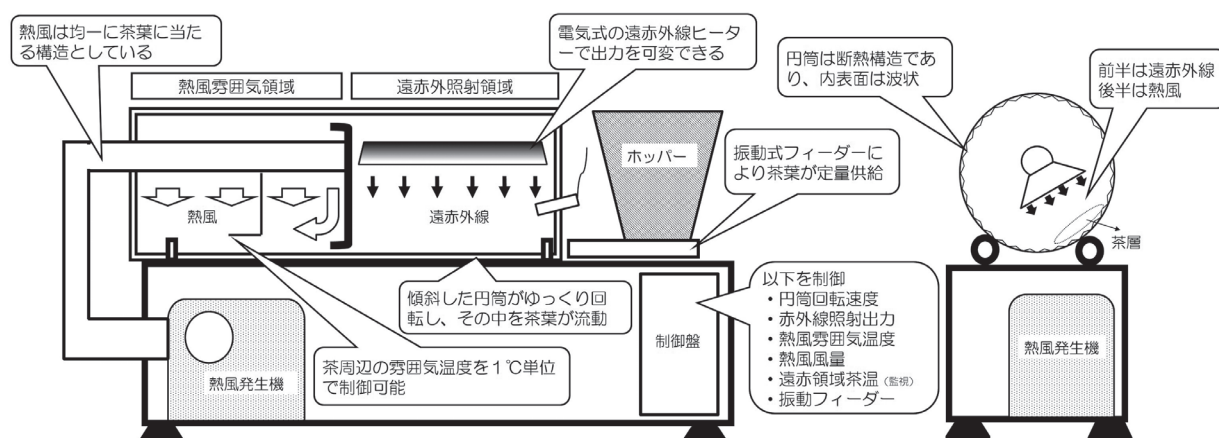 熱風は均一に茶葉に当た
る構造としている
電気式の遠赤外線ヒータ
ーで出力を可変できる
円筒は断熱構造であ
り、内表面は波状
前半は遠赤外線
後半は熱風
熱風雰囲気領域
遠赤外照射領域
ホッパー
振動式フィーダーに
より茶葉が定量供給
熱風
遠赤外線
茶層
傾斜した円筒がゆっくり回
転し、その中を茶葉が流動
以下を制御
・円筒回転速度
・赤外線照射出力
・熱風雰囲気温度
・熱風風量
・遠赤領域茶温（監視）
・振動フィーダー
制御盤
茶周辺の雰囲気温度を１℃単位
で制御可能
熱風発生機
熱風発生機